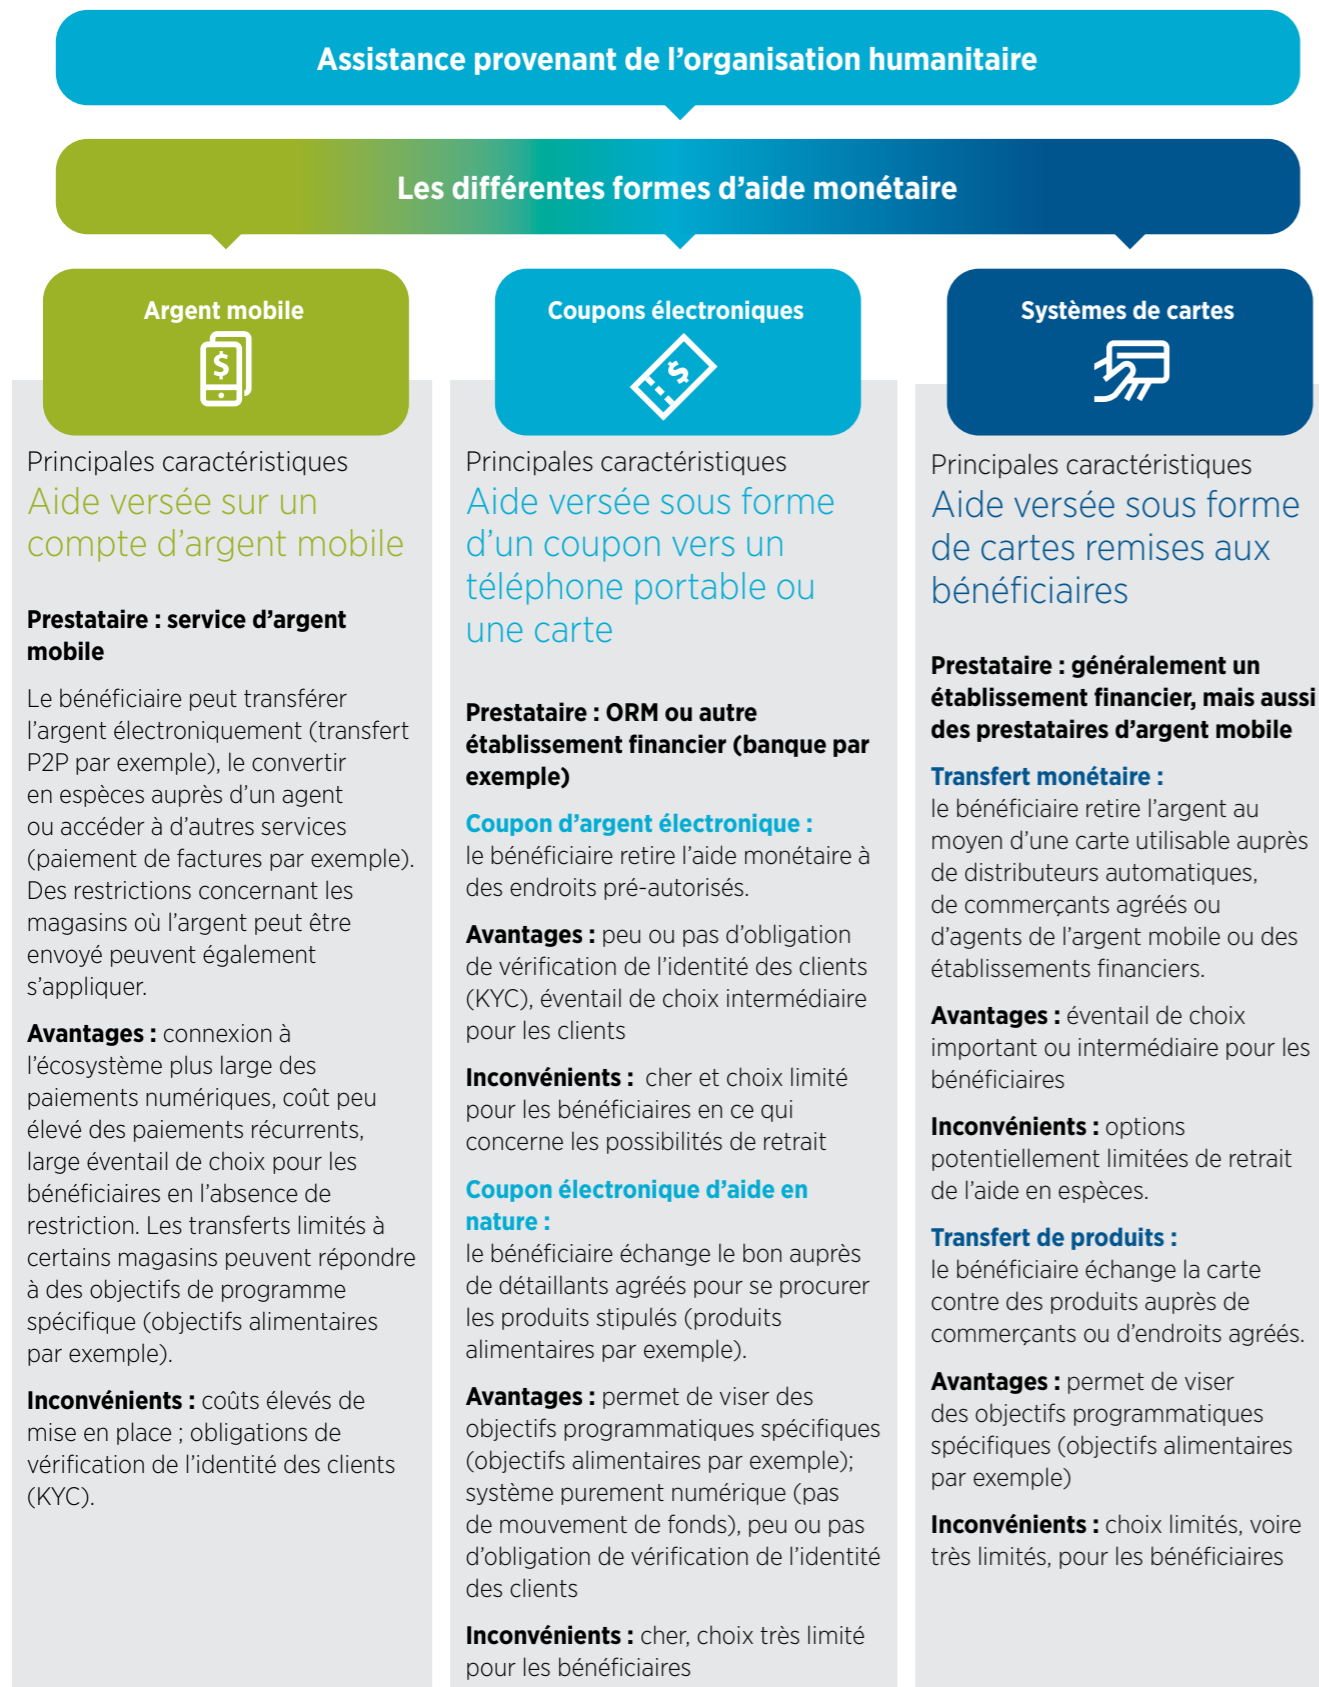 Assistance provenant de l’organisation humanitaire
Les différentes formes d’aide monétaire
Argent mobile
$
Principales caractéristiques
Aide versée sur un
compte d’argent mobile
Prestataire : service d’argent
mobile
Le bénéficiaire peut transférer
l’argent électroniquement (transfert
P2P par exemple), le convertir
en espèces auprès d’un agent
ou accéder à d’autres services
(paiement de factures par exemple).
Des restrictions concernant les
magasins où l’argent peut être
envoyé peuvent également
s’appliquer.
Avantages : connexion à
l’écosystème plus large des
paiements numériques, coût peu
élevé des paiements récurrents,
large éventail de choix pour les
bénéficiaires en l’absence de
restriction. Les transferts limités à
certains magasins peuvent répondre
à des objectifs de programme
spécifique (objectifs alimentaires
par exemple).
Inconvénients : coûts élevés de
mise en place ; obligations de
vérification de l’identité des clients
(KYC).
Coupons électroniques
$
Principales caractéristiques
Aide versée sous forme
d’un coupon vers un
téléphone portable ou
une carte
Prestataire : ORM ou autre
établissement financier (banque par
exemple)
Coupon d’argent électronique :
le bénéficiaire retire l’aide monétaire à
des endroits pré-autorisés.
Avantages : peu ou pas d’obligation
de vérification de l’identité des clients
(KYC), éventail de choix intermédiaire
pour les clients
Inconvénients : cher et choix limité
pour les bénéficiaires en ce qui
concerne les possibilités de retrait
Coupon électronique d’aide en
nature :
le bénéficiaire échange le bon auprès
de détaillants agréés pour se procurer
les produits stipulés (produits
alimentaires par exemple).
Avantages : permet de viser des
objectifs programmatiques spécifiques
(objectifs alimentaires par exemple);
système purement numérique (pas
de mouvement de fonds), peu ou pas
d’obligation de vérification de l’identité
des clients
Inconvénients : cher, choix très limité
pour les bénéficiaires
Systèmes de cartes
Principales caractéristiques
Aide versée sous forme
de cartes remises aux
bénéficiaires
Prestataire : généralement un
établissement financier, mais aussi
des prestataires d’argent mobile
Transfert monétaire :
le bénéficiaire retire l’argent au
moyen d’une carte utilisable auprès
de distributeurs automatiques,
de commerçants agréés ou
d’agents de l’argent mobile ou des
établissements financiers.
Avantages : éventail de choix
important ou intermédiaire pour les
bénéficiaires
Inconvénients : options
potentiellement limitées de retrait
de l’aide en espèces.
Transfert de produits :
le bénéficiaire échange la carte
contre des produits auprès de
commerçants ou d’endroits agréés.
Avantages : permet de viser
des objectifs programmatiques
spécifiques (objectifs alimentaires
par exemple)
Inconvénients : choix limités, voire
très limités, pour les bénéficiaires